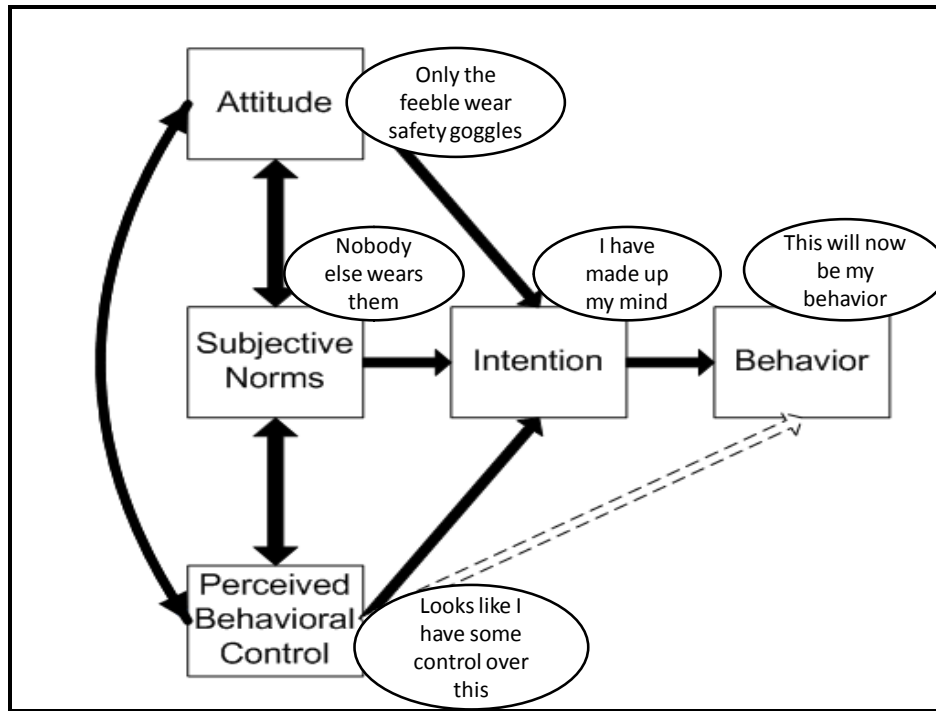 Attitude
Only the
feeble wear
safety goggles
Nobody
else wears
them
I have
made up
my mind
This will now
be my
behavior
Subjective
Norms
Intention
Behavior
Perceived
Behavioral
Control
Looks like I
have some
control over
this